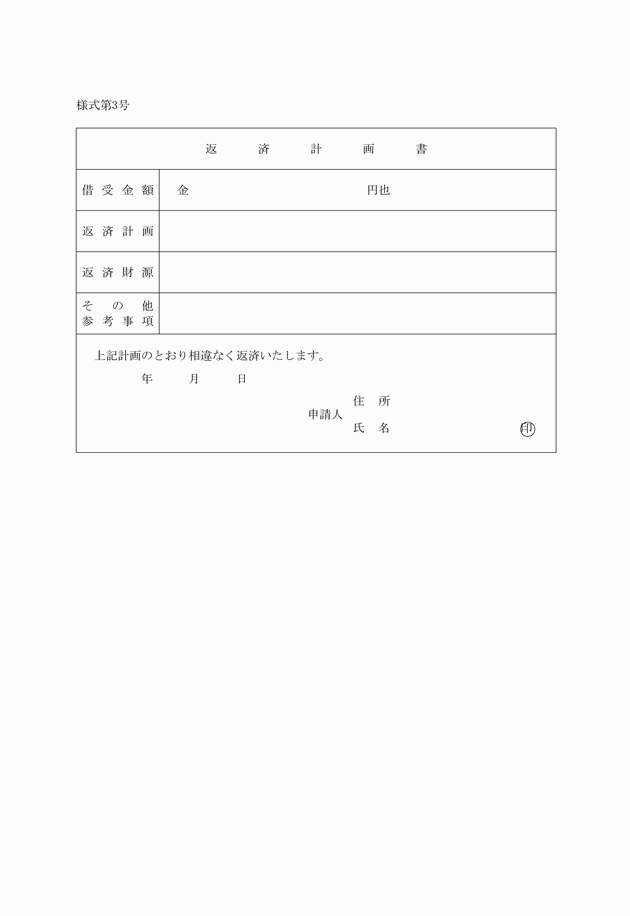 様式第3号
返済計画書
借受金額 金 円也
返済計画
返済財源
その他
参考事項
上記計画のとおり相違なく返済いたします。
年 月 日
住所
申請人
氏名 ㊞